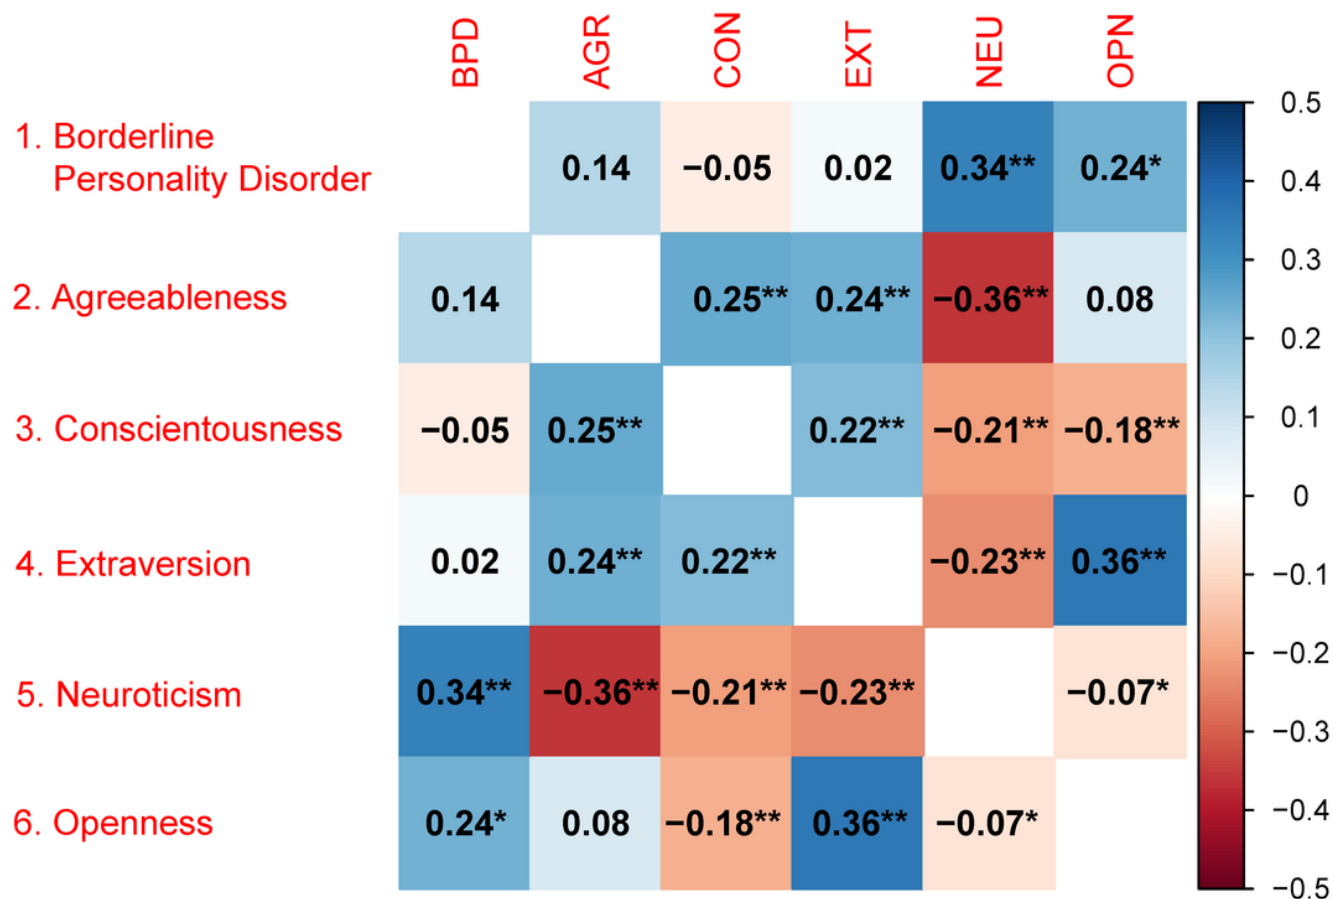 BPD AGR CON EXT NEU OPN
1. Borderline
Personality Disorder
0.14 −0.05 0.02 0.34** 0.24*
2. Agreeableness
0.14 0.25** 0.24** −0.36** 0.08
3. Conscientousness
−0.05 0.25** 0.22** −0.21** −0.18**
4. Extraversion
0.02 0.24** 0.22** −0.23** 0.36**
5. Neuroticism
0.34** −0.36** −0.21** −0.23** −0.07*
6. Openness
0.24* 0.08 −0.18** 0.36** −0.07*
0.5
0.4
0.3
0.2
0.1
0
−0.1
−0.2
−0.3
−0.4
−0.5